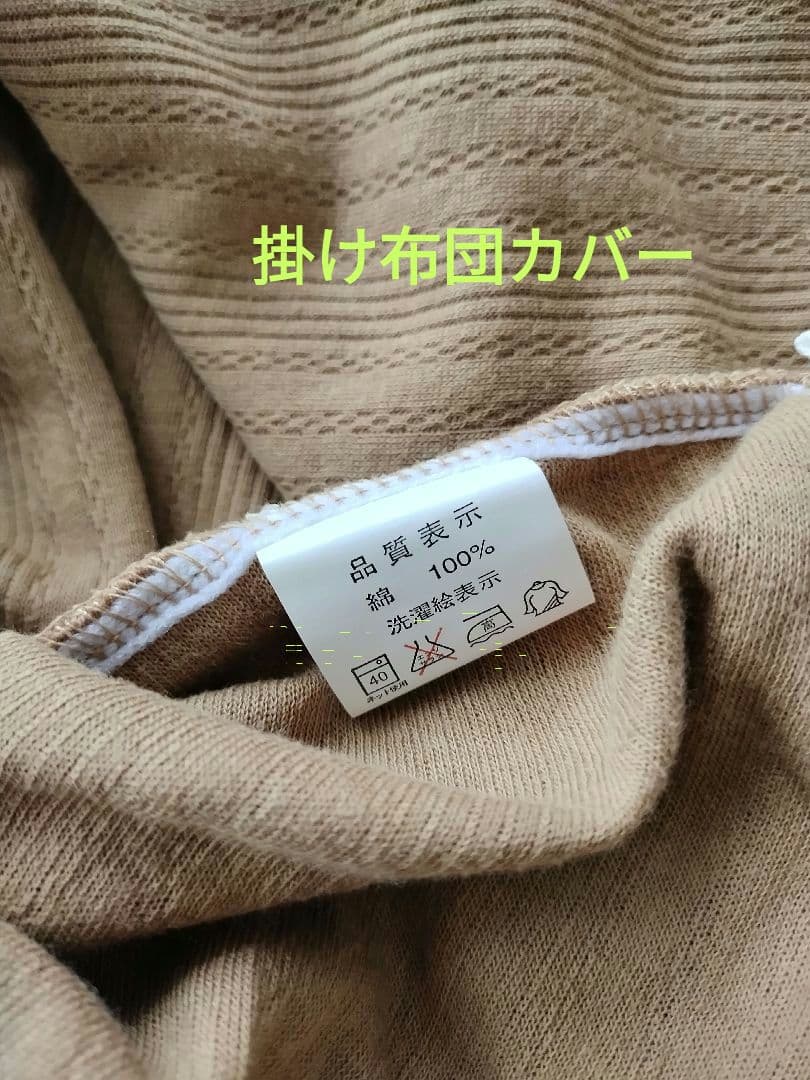 掛け布団カバー
品質表示
綿 100%
洗濯絵表示
40
高
ネット使用